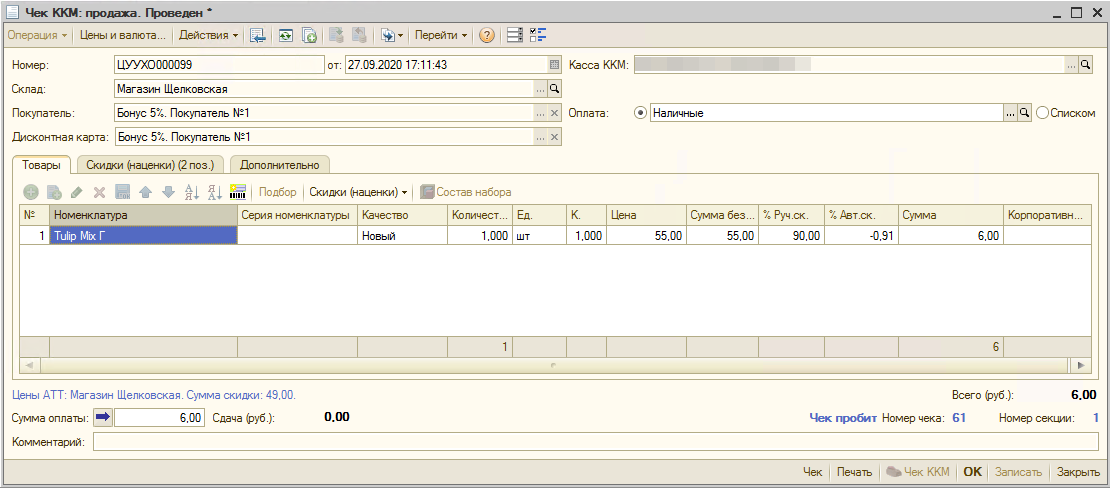 Чек ККМ: продажа. Проведен *
Операция Цены и валюта... Действия Перейти
Номер: ЦУУХО000099 от: 27.09.2020 17:11:43 Касса ККМ:
Склад: Магазин Щелковская
Покупатель: Бонус 5%. Покупатель №1 Оплата: Наличные Списком
Дисконтная карта: Бонус 5%. Покупатель №1
Товары Скидки (наценки) (2 поз.) Дополнительно
Подбор Скидки (наценки) Состав набора
№ Номенклатура Серия номенклатуры Качество Количест... Ед. К. Цена Сумма без... % Руч.ск. % Авт.ск. Сумма Корпоративн...
1 Tulip Mix Г Новый 1,000 шт 1,000 55,00 55,00 90,00 -0,91 6,00
1 6
Цены АТТ: Магазин Щелковская. Сумма скидки: 49,00. Всего (руб.): 6,00
Сумма оплаты: 6,00 Сдача (руб.): 0,00 Чек пробит Номер чека: 61 Номер секции: 1
Комментарий:
Чек Печать Чек ККМ OK Записать Закрыть